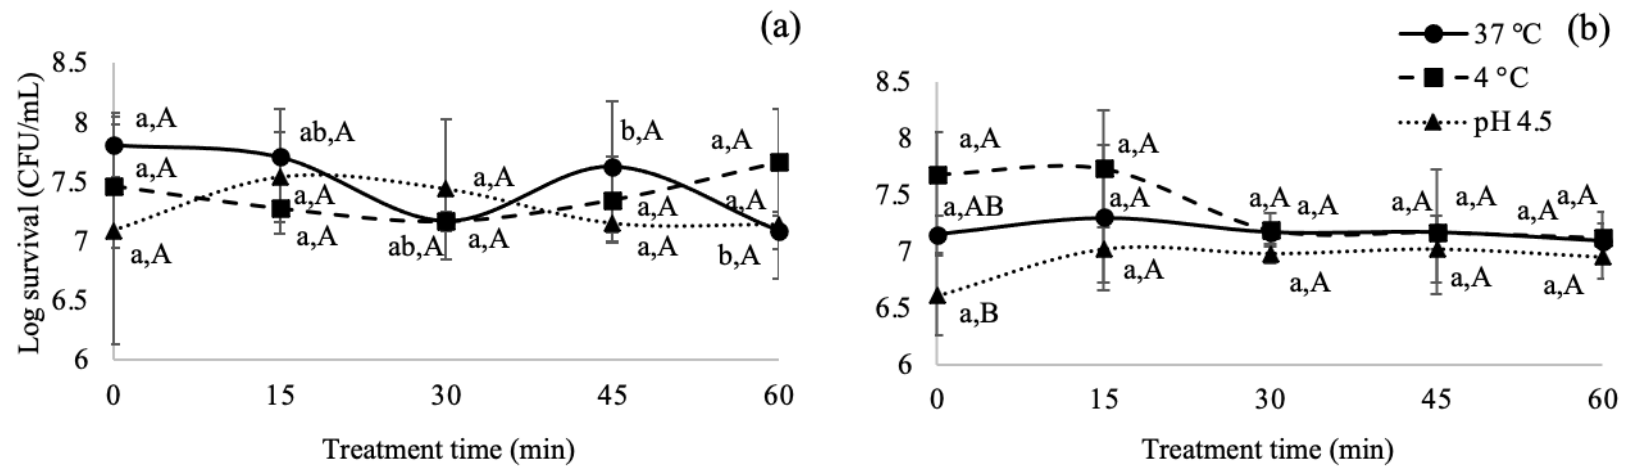 (a)
Log survival (CFU/mL)
8.5
8
7.5
7
6.5
6
a,A
a,A
a,A
ab,A
a,A
a,A
a,A
ab,A
a,A
b,A
a,A
a,A
a,A
a,A
b,A
0 15 30 45 60
Treatment time (min)
(b)
37 °C
4 °C
pH 4.5
8.5
8
7.5
7
6.5
6
a,A
a,AB
a,B
a,A
a,A
a,A
a,A
a,A
a,A
a,A
a,A
a,A
a,A
a,A
a,A
0 15 30 45 60
Treatment time (min)